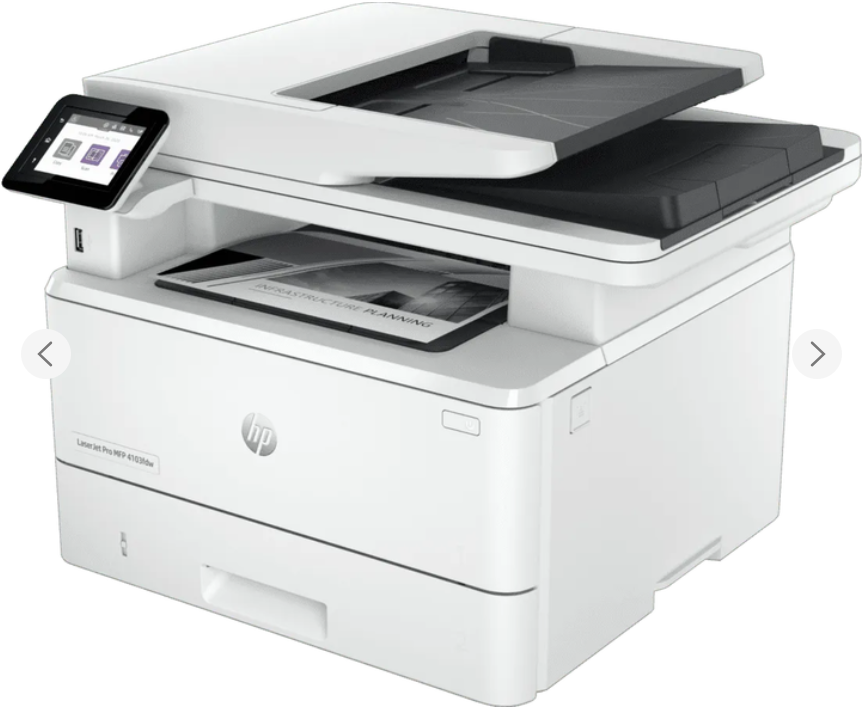 INFRASTRUCTURE PLANNING
hp
LaserJet Pro MFP 4103fdw